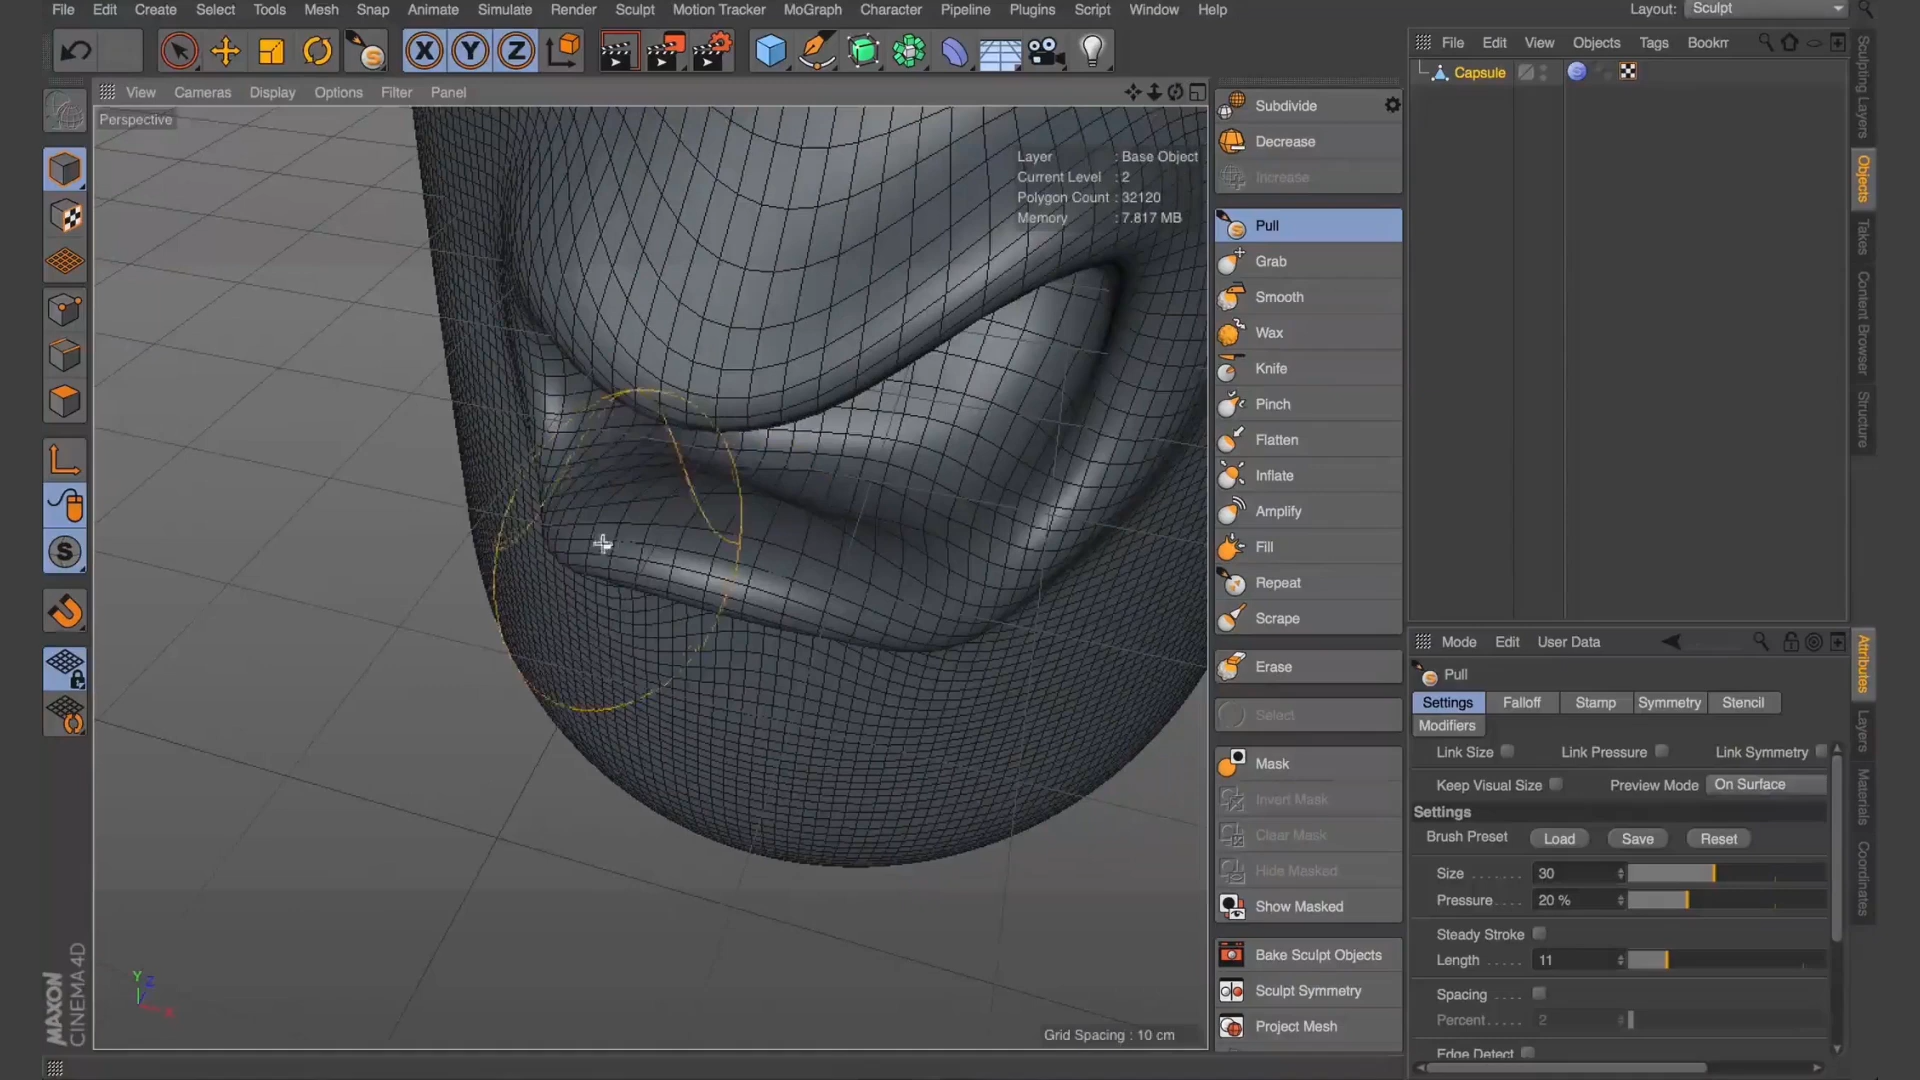 File Edit Create Select Tools Mesh Snap Animate Simulate Render Sculpt Motion Tracker MoGraph Character Pipeline Plugins Script Window Help
Layout: Sculpt
X Y Z
File Edit View Objects Tags Bookm
View Cameras Display Options Filter Panel
Perspective
Capsule
Layer : Base Object
Current Level : 2
Polygon Count : 32120
Memory : 7.817 MB
Subdivide
Decrease
Increase
Pull
Grab
Smooth
Wax
Knife
Pinch
Flatten
Inflate
Amplify
Fill
Repeat
Scrape
Erase
Select
Mask
Invert Mask
Clear Mask
Hide Masked
Show Masked
Bake Sculpt Objects
Sculpt Symmetry
Project Mesh
Sculpting Layers
Objects
Takes
Content Browser
Structure
Mode Edit User Data
Pull
Settings Falloff Stamp Symmetry Stencil
Modifiers
Link Size Link Pressure Link Symmetry
Keep Visual Size Preview Mode On Surface
Settings
Brush Preset Load Save Reset
Size 30
Pressure 20 %
Steady Stroke
Length 11
Spacing
Percent 2
Edge Detect
Attributes
Layers
Materials
Coordinates
S
Y
Z
X
Grid Spacing : 10 cm
MAXON
CINEMA 4D